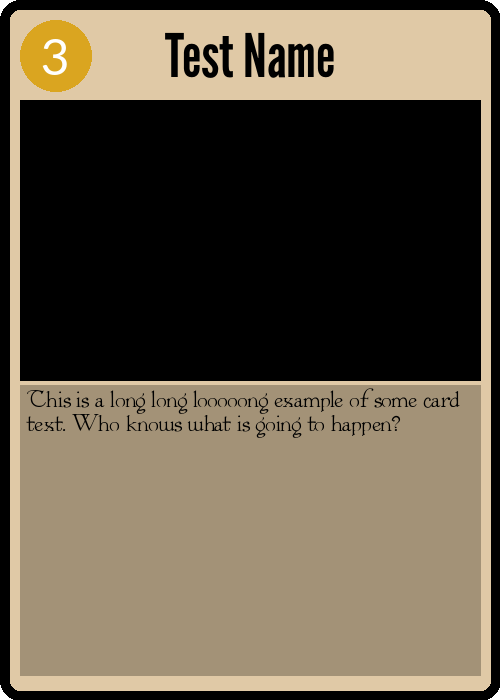 3
Test Name
This is a long long looooong example of some card
text. Who knows what is going to happen?